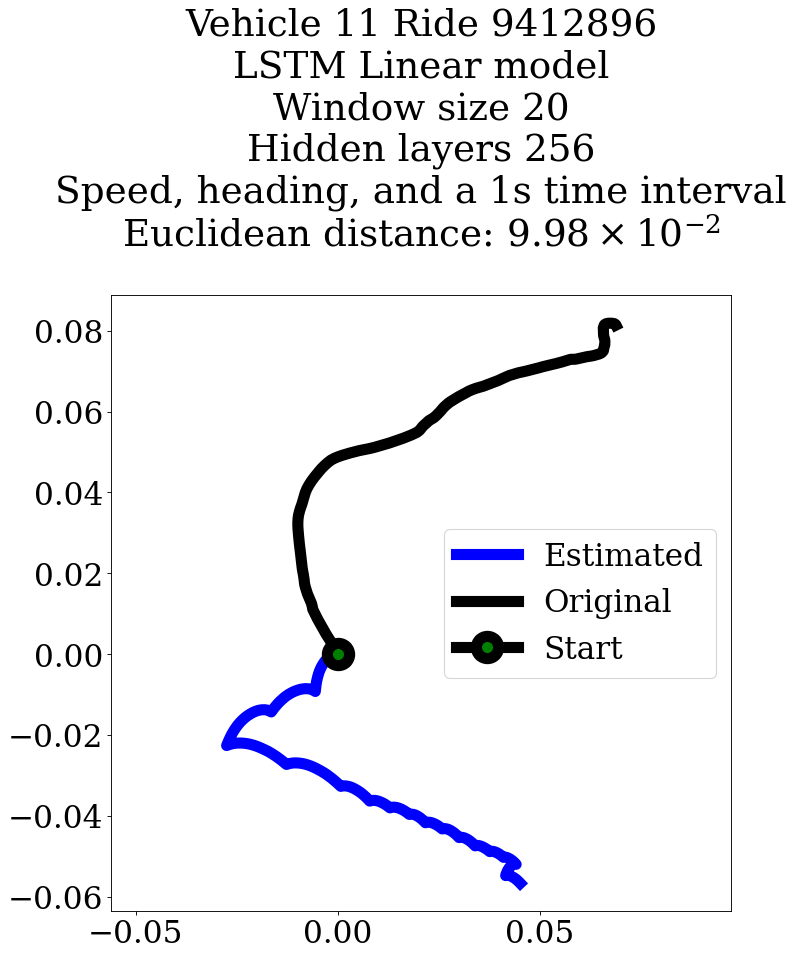 Vehicle 11 Ride 9412896
LSTM Linear model
Window size 20
Hidden layers 256
Speed, heading, and a 1s time interval
Euclidean distance: 9.98 × 10⁻²
0.08
0.06
0.04
0.02
0.00
−0.02
−0.04
−0.06
Estimated
Original
Start
−0.05
0.00
0.05